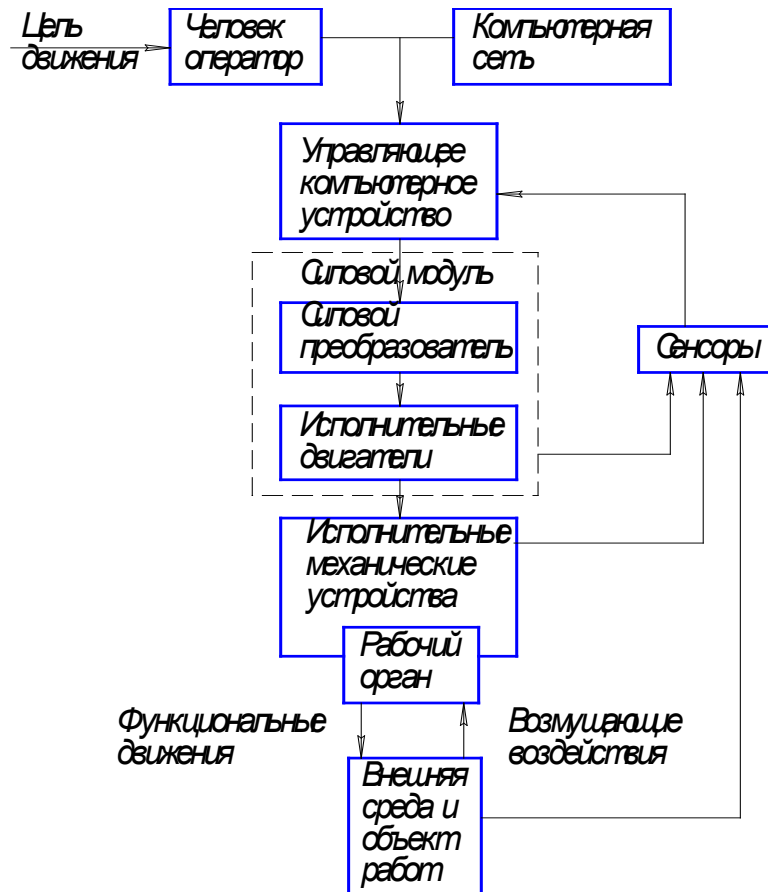 Цель
движения
Человек
оператор
Компьютерная
сеть
Управляющее
компьютерное
устройство
Силовой модуль
Силовой
преобразователь
Сенсоры
Исполнительные
двигатели
Исполнительные
механические
устройства
Рабочий
орган
Функциональные
движения
Возмущающие
воздействия
Внешняя
среда и
объект
работ